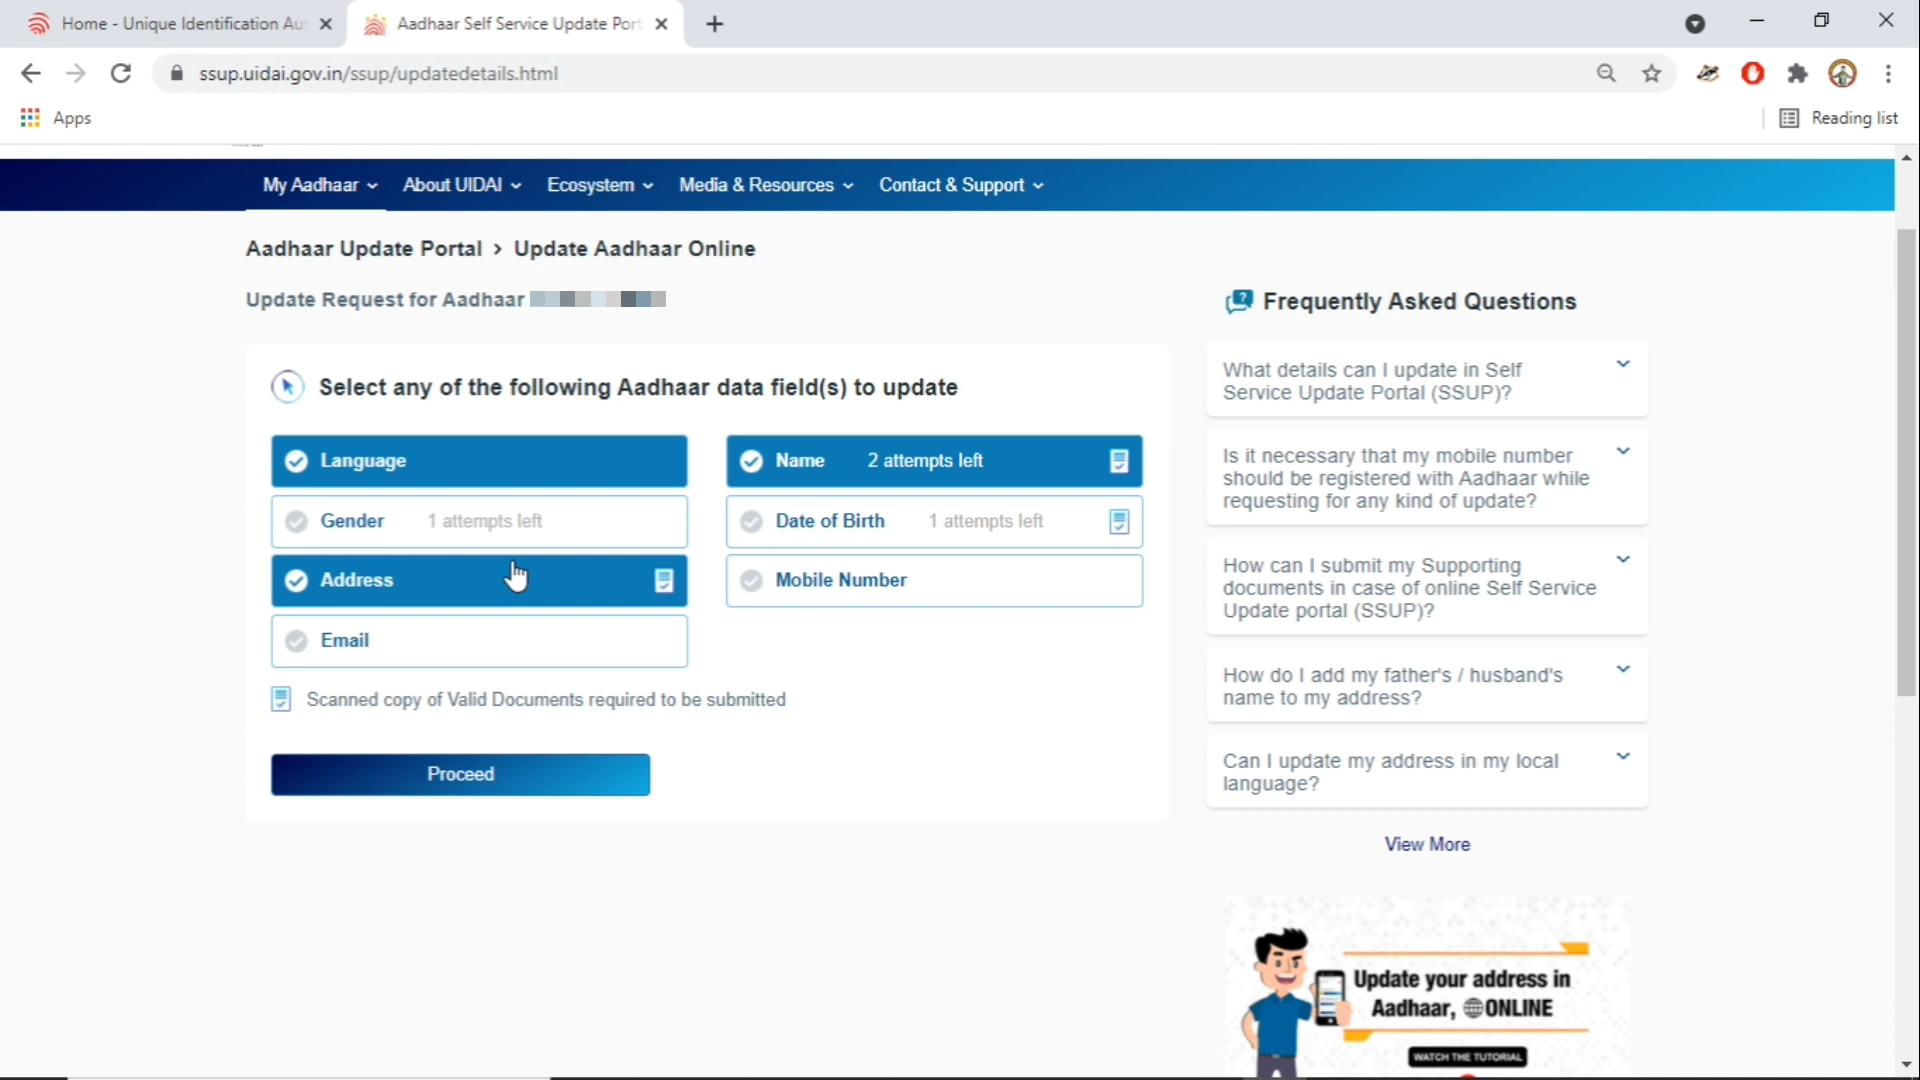 Home - Unique Identification Au
Aadhaar Self Service Update Port
ssup.uidai.gov.in/ssup/updatedetails.html
Apps
Reading list
My Aadhaar
About UIDAI
Ecosystem
Media & Resources
Contact & Support
Aadhaar Update Portal > Update Aadhaar Online
Update Request for Aadhaar
Select any of the following Aadhaar data field(s) to update
Language
Name 2 attempts left
Gender 1 attempts left
Date of Birth 1 attempts left
Address
Mobile Number
Email
Scanned copy of Valid Documents required to be submitted
Proceed
Frequently Asked Questions
What details can I update in Self
Service Update Portal (SSUP)?
Is it necessary that my mobile number
should be registered with Aadhaar while
requesting for any kind of update?
How can I submit my Supporting
documents in case of online Self Service
Update portal (SSUP)?
How do I add my father's / husband's
name to my address?
Can I update my address in my local
language?
View More
Update your address in
Aadhaar, ONLINE
WATCH THE TUTORIAL